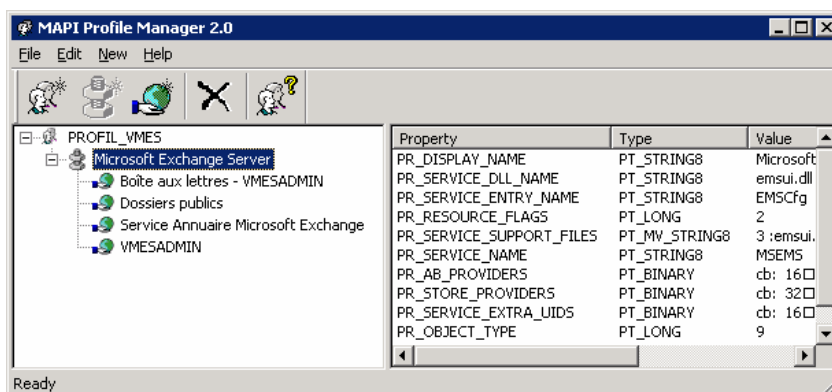 MAPI Profile Manager 2.0
File Edit New Help
PROFIL_VMES
Microsoft Exchange Server
Boîte aux lettres - VMESADMIN
Dossiers publics
Service Annuaire Microsoft Exchange
VMESADMIN
Property Type Value
PR_DISPLAY_NAME PT_STRING8 Microsoft
PR_SERVICE_DLL_NAME PT_STRING8 emsui.dll
PR_SERVICE_ENTRY_NAME PT_STRING8 EMSCfg
PR_RESOURCE_FLAGS PT_LONG 2
PR_SERVICE_SUPPORT_FILES PT_MV_STRING8 3 :emsui.
PR_SERVICE_NAME PT_STRING8 MSEMS
PR_AB_PROVIDERS PT_BINARY cb: 16□
PR_STORE_PROVIDERS PT_BINARY cb: 32□
PR_SERVICE_EXTRA_UIDS PT_BINARY cb: 16□
PR_OBJECT_TYPE PT_LONG 9
Ready